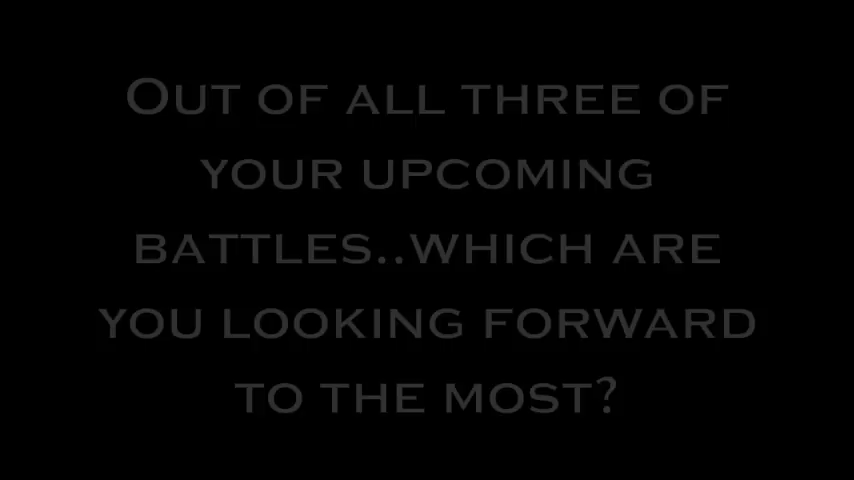 Out of all three of
your upcoming
battles..which are
you looking forward
to the most?